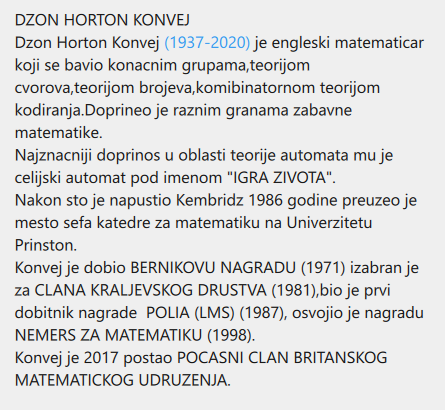 DZON HORTON KONVEJ
Dzon Horton Konvej (1937-2020) je engleski matematicar
koji se bavio konacnim grupama,teorijom
cvorova,teorijom brojeva,komibinatornom teorijom
kodiranja.Doprineo je raznim granama zabavne
matematike.
Najznacniji doprinos u oblasti teorije automata mu je
celijski automat pod imenom "IGRA ZIVOTA".
Nakon sto je napustio Kembridz 1986 godine preuzeo je
mesto sefa katedre za matematiku na Univerzitetu
Prinston.
Konvej je dobio BERNIKOVU NAGRADU (1971) izabran je
za CLANA KRALJEVSKOG DRUSTVA (1981),bio je prvi
dobitnik nagrade  POLIA (LMS) (1987), osvojio je nagradu
NEMERS ZA MATEMATIKU (1998).
Konvej je 2017 postao POCASNI CLAN BRITANSKOG
MATEMATICKOG UDRUZENJA.